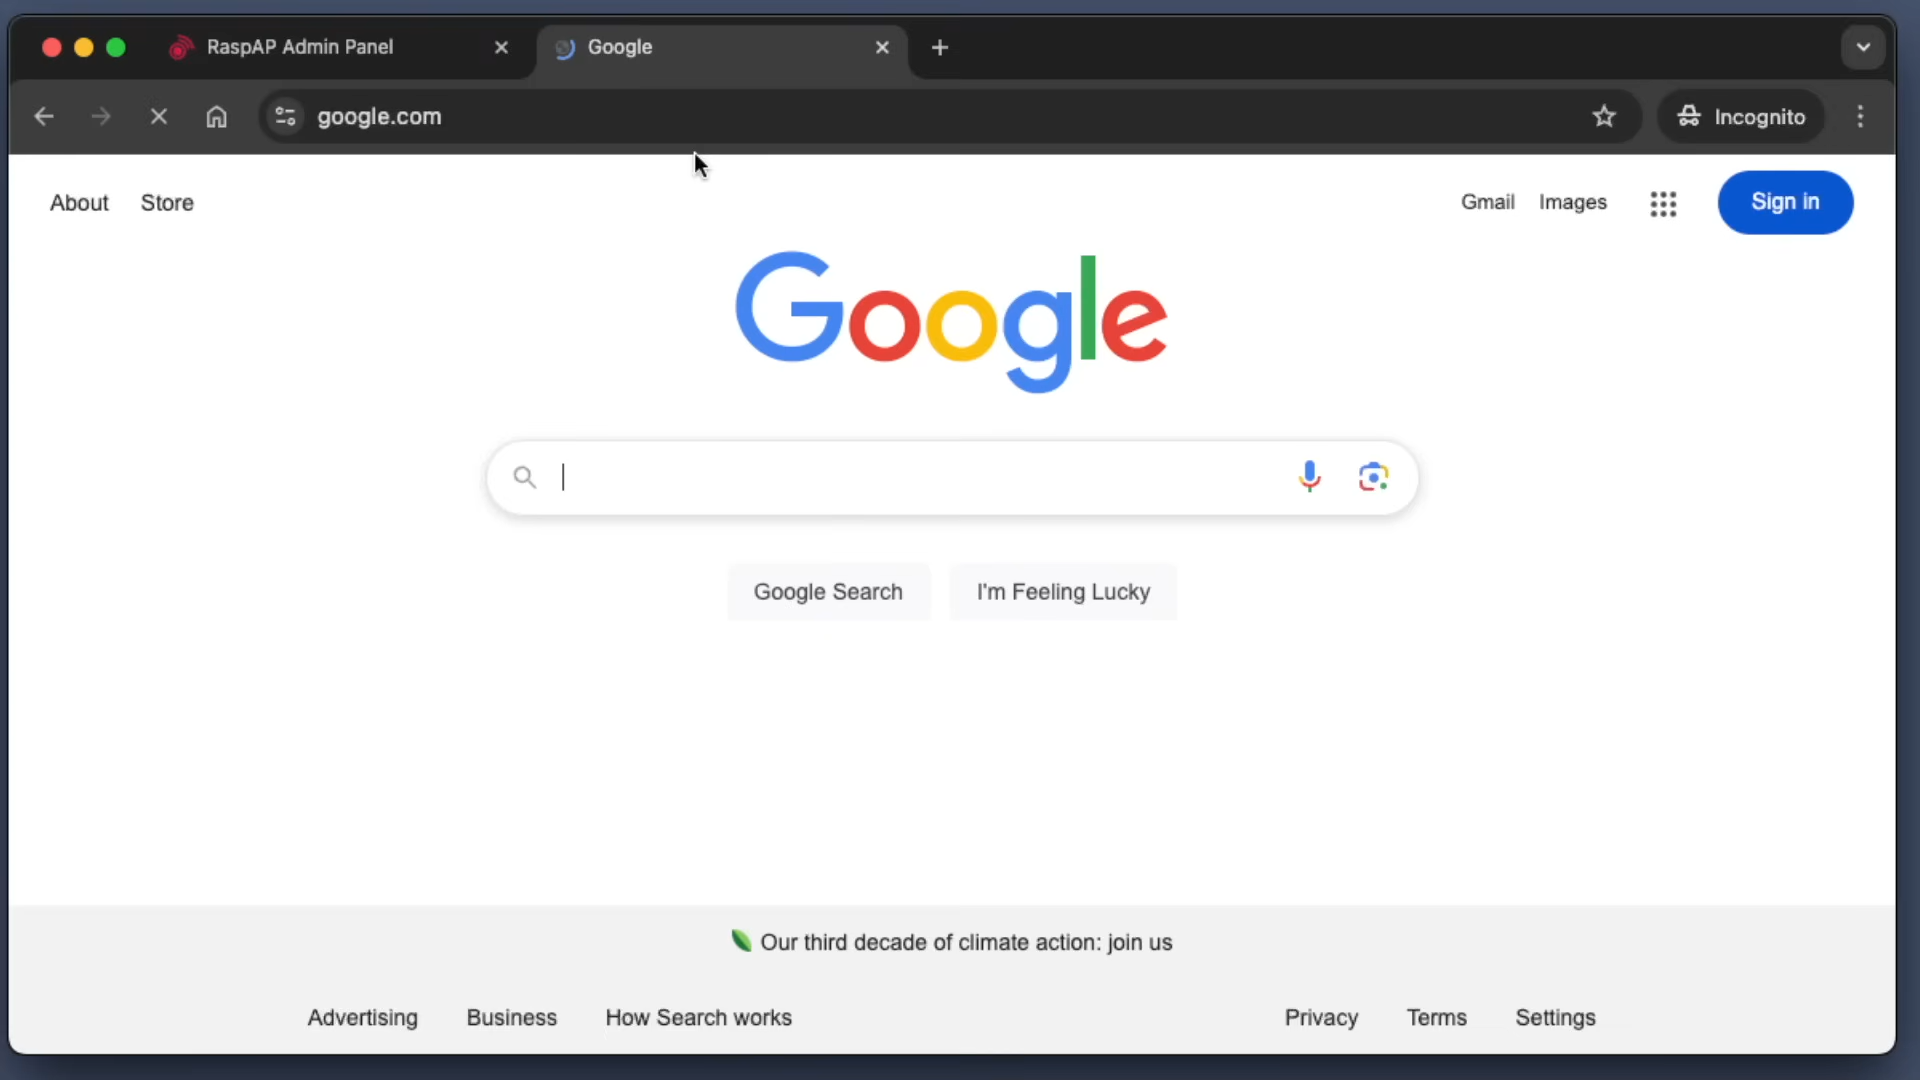 RaspAP Admin Panel
Google
google.com
Incognito
About
Store
Gmail
Images
Sign in
Google
Google Search
I'm Feeling Lucky
Our third decade of climate action: join us
Advertising
Business
How Search works
Privacy
Terms
Settings